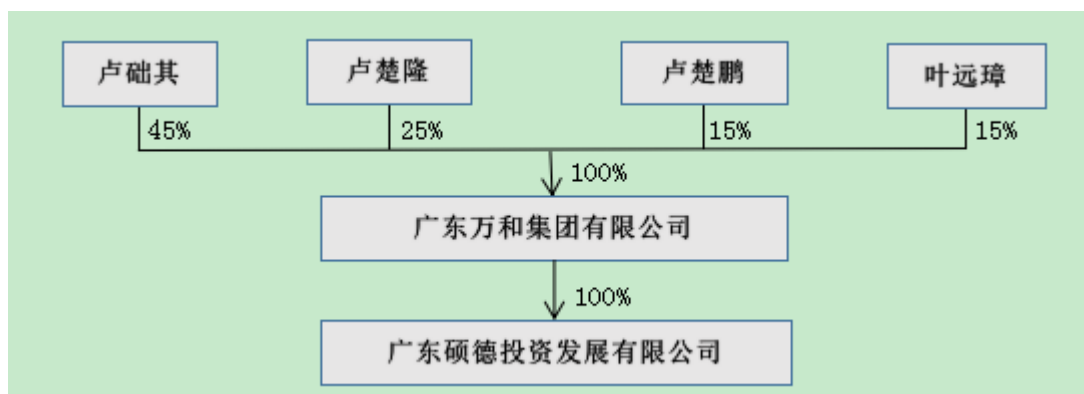 卢础其
卢楚隆
卢楚鹏
叶远璋
45%
25%
15%
15%
100%
广东万和集团有限公司
100%
广东硕德投资发展有限公司